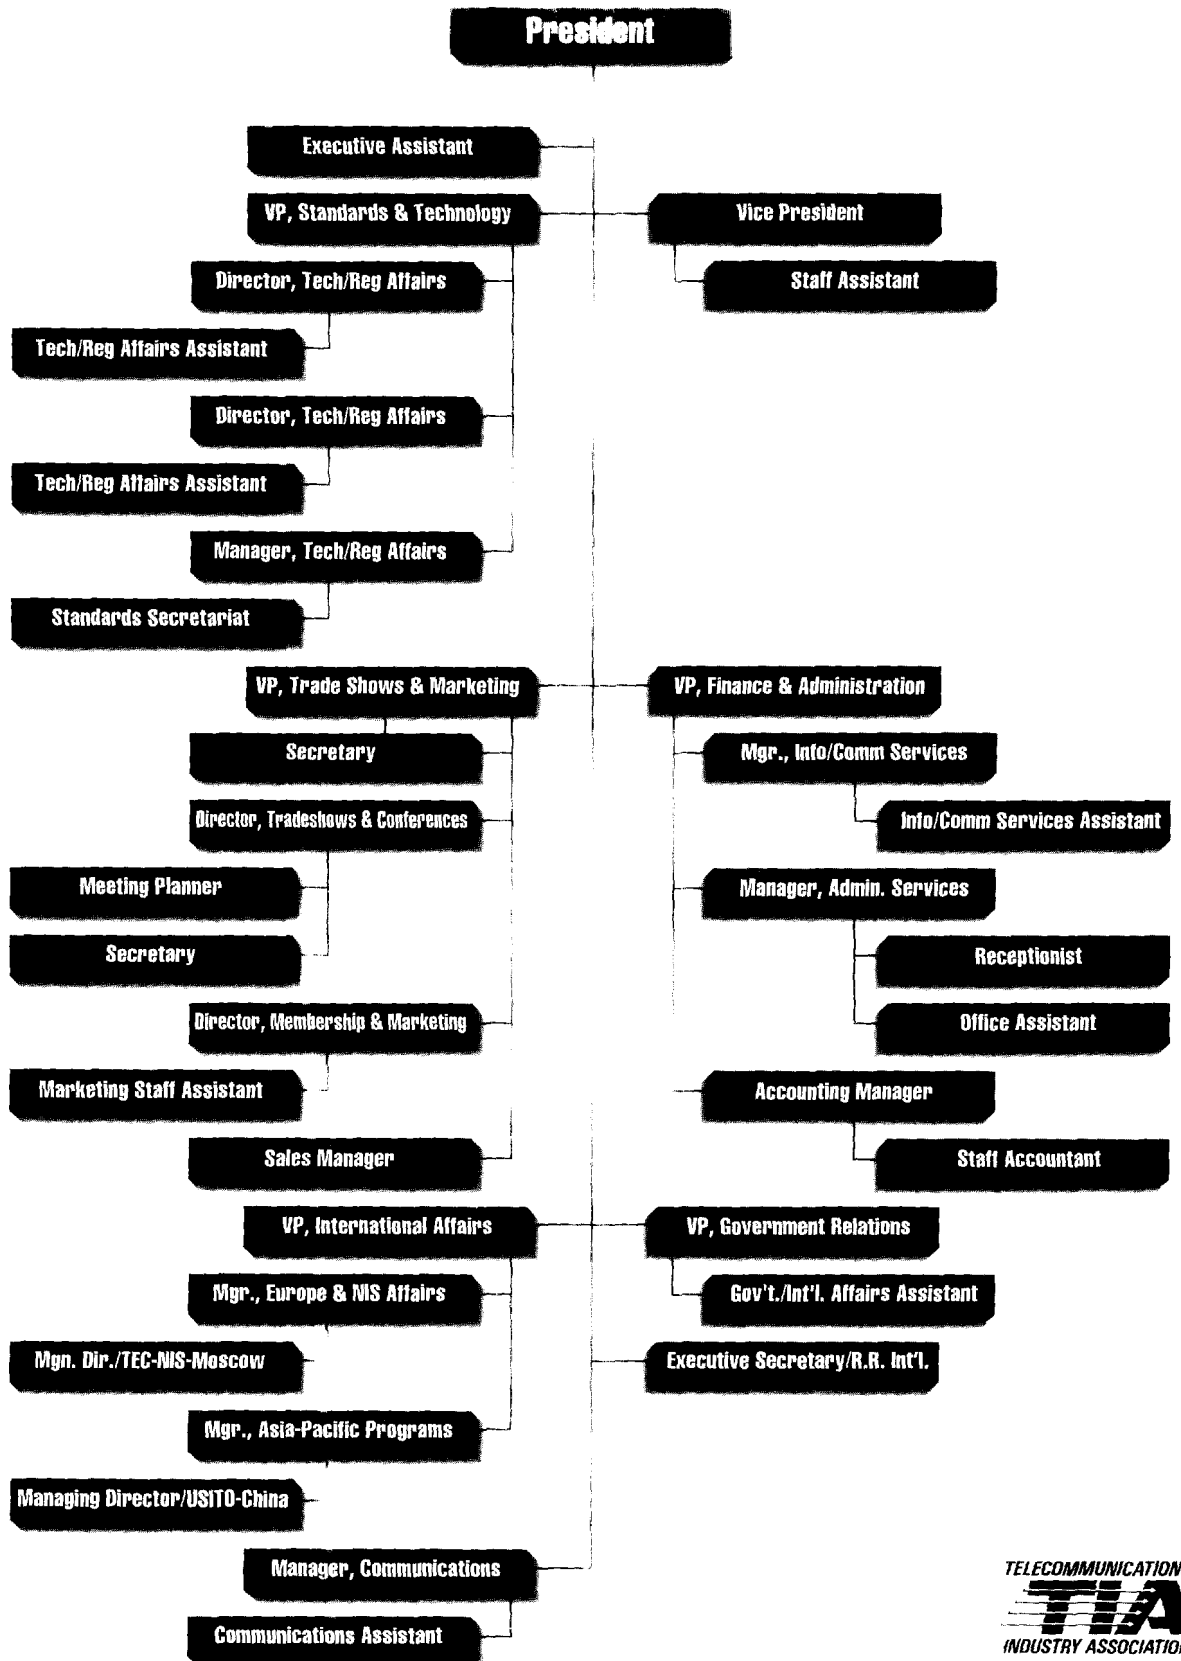 President
Executive Assistant
VP, Standards & Technology
Vice President
Director, Tech/Reg Affairs
Staff Assistant
Tech/Reg Affairs Assistant
Director, Tech/Reg Affairs
Tech/Reg Affairs Assistant
Manager, Tech/Reg Affairs
Standards Secretariat
VP, Trade Shows & Marketing
VP, Finance & Administration
Secretary
Mgr., Info/Comm Services
Director, Tradeshows & Conferences
Info/Comm Services Assistant
Meeting Planner
Manager, Admin. Services
Secretary
Receptionist
Director, Membership & Marketing
Office Assistant
Marketing Staff Assistant
Accounting Manager
Sales Manager
Staff Accountant
VP, International Affairs
VP, Government Relations
Mgr., Europe & NIS Affairs
Gov't./Int'l. Affairs Assistant
Mgn. Dir./TEC-NIS-Moscow
Executive Secretary/R.R. Int'l.
Mgr., Asia-Pacific Programs
Managing Director/USITO-China
Manager, Communications
Communications Assistant
TELECOMMUNICATION
TIA
INDUSTRY ASSOCIATION